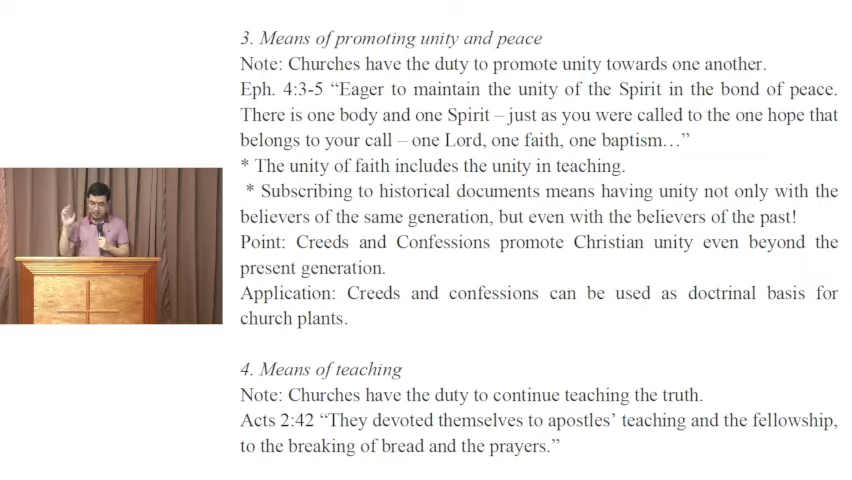 3. Means of promoting unity and peace
Note: Churches have the duty to promote unity towards one another.
Eph. 4:3-5 “Eager to maintain the unity of the Spirit in the bond of peace.
There is one body and one Spirit – just as you were called to the one hope that
belongs to your call – one Lord, one faith, one baptism…”
* The unity of faith includes the unity in teaching.
* Subscribing to historical documents means having unity not only with the
believers of the same generation, but even with the believers of the past!
Point: Creeds and Confessions promote Christian unity even beyond the
present generation.
Application: Creeds and confessions can be used as doctrinal basis for
church plants.
4. Means of teaching
Note: Churches have the duty to continue teaching the truth.
Acts 2:42 “They devoted themselves to apostles’ teaching and the fellowship,
to the breaking of bread and the prayers.”